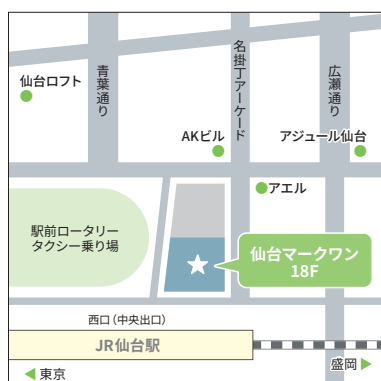 仙台ロフト
青葉通り
名掛丁アーケード
広瀬通り
AKビル
アジュール仙台
アエル
駅前ロータリー
タクシー乗り場
仙台マークワン
18F
西口（中央出口）
JR仙台駅
東京
盛岡